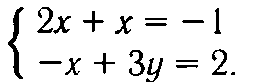 2x + x = −1
−x + 3y = 2.